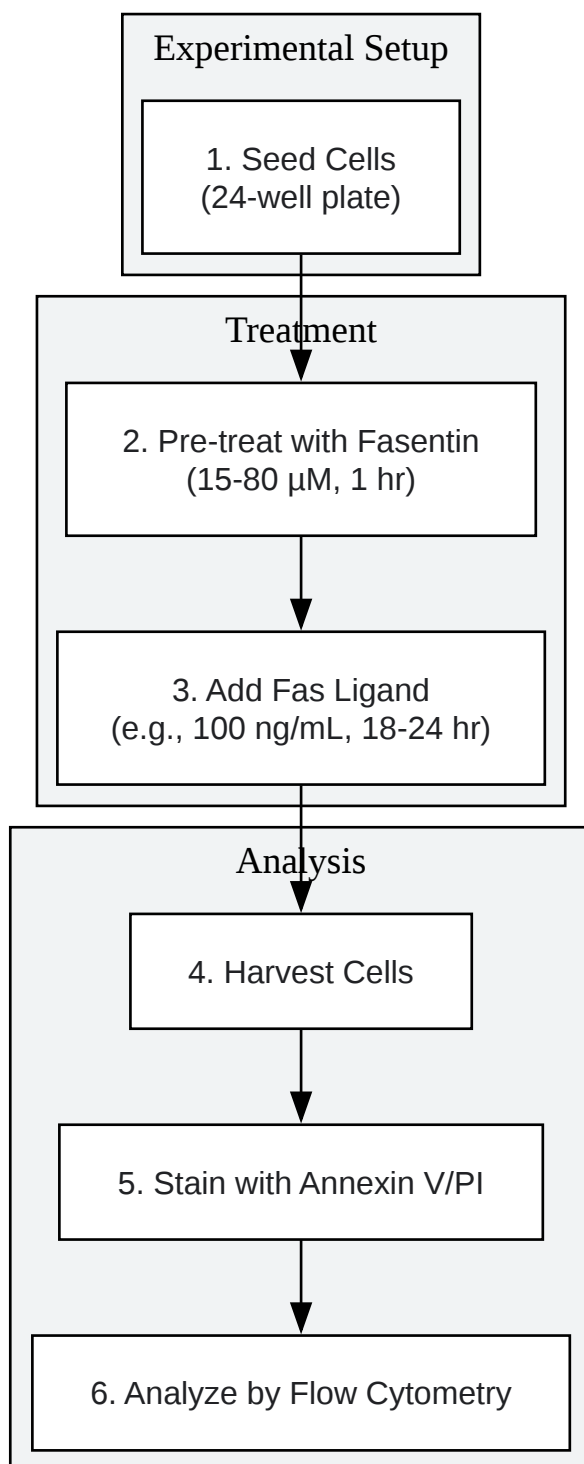 Experimental Setup
1. Seed Cells
(24-well plate)
Treatment
2. Pre-treat with Fasentin
(15-80 µM, 1 hr)
3. Add Fas Ligand
(e.g., 100 ng/mL, 18-24 hr)
Analysis
4. Harvest Cells
5. Stain with Annexin V/PI
6. Analyze by Flow Cytometry